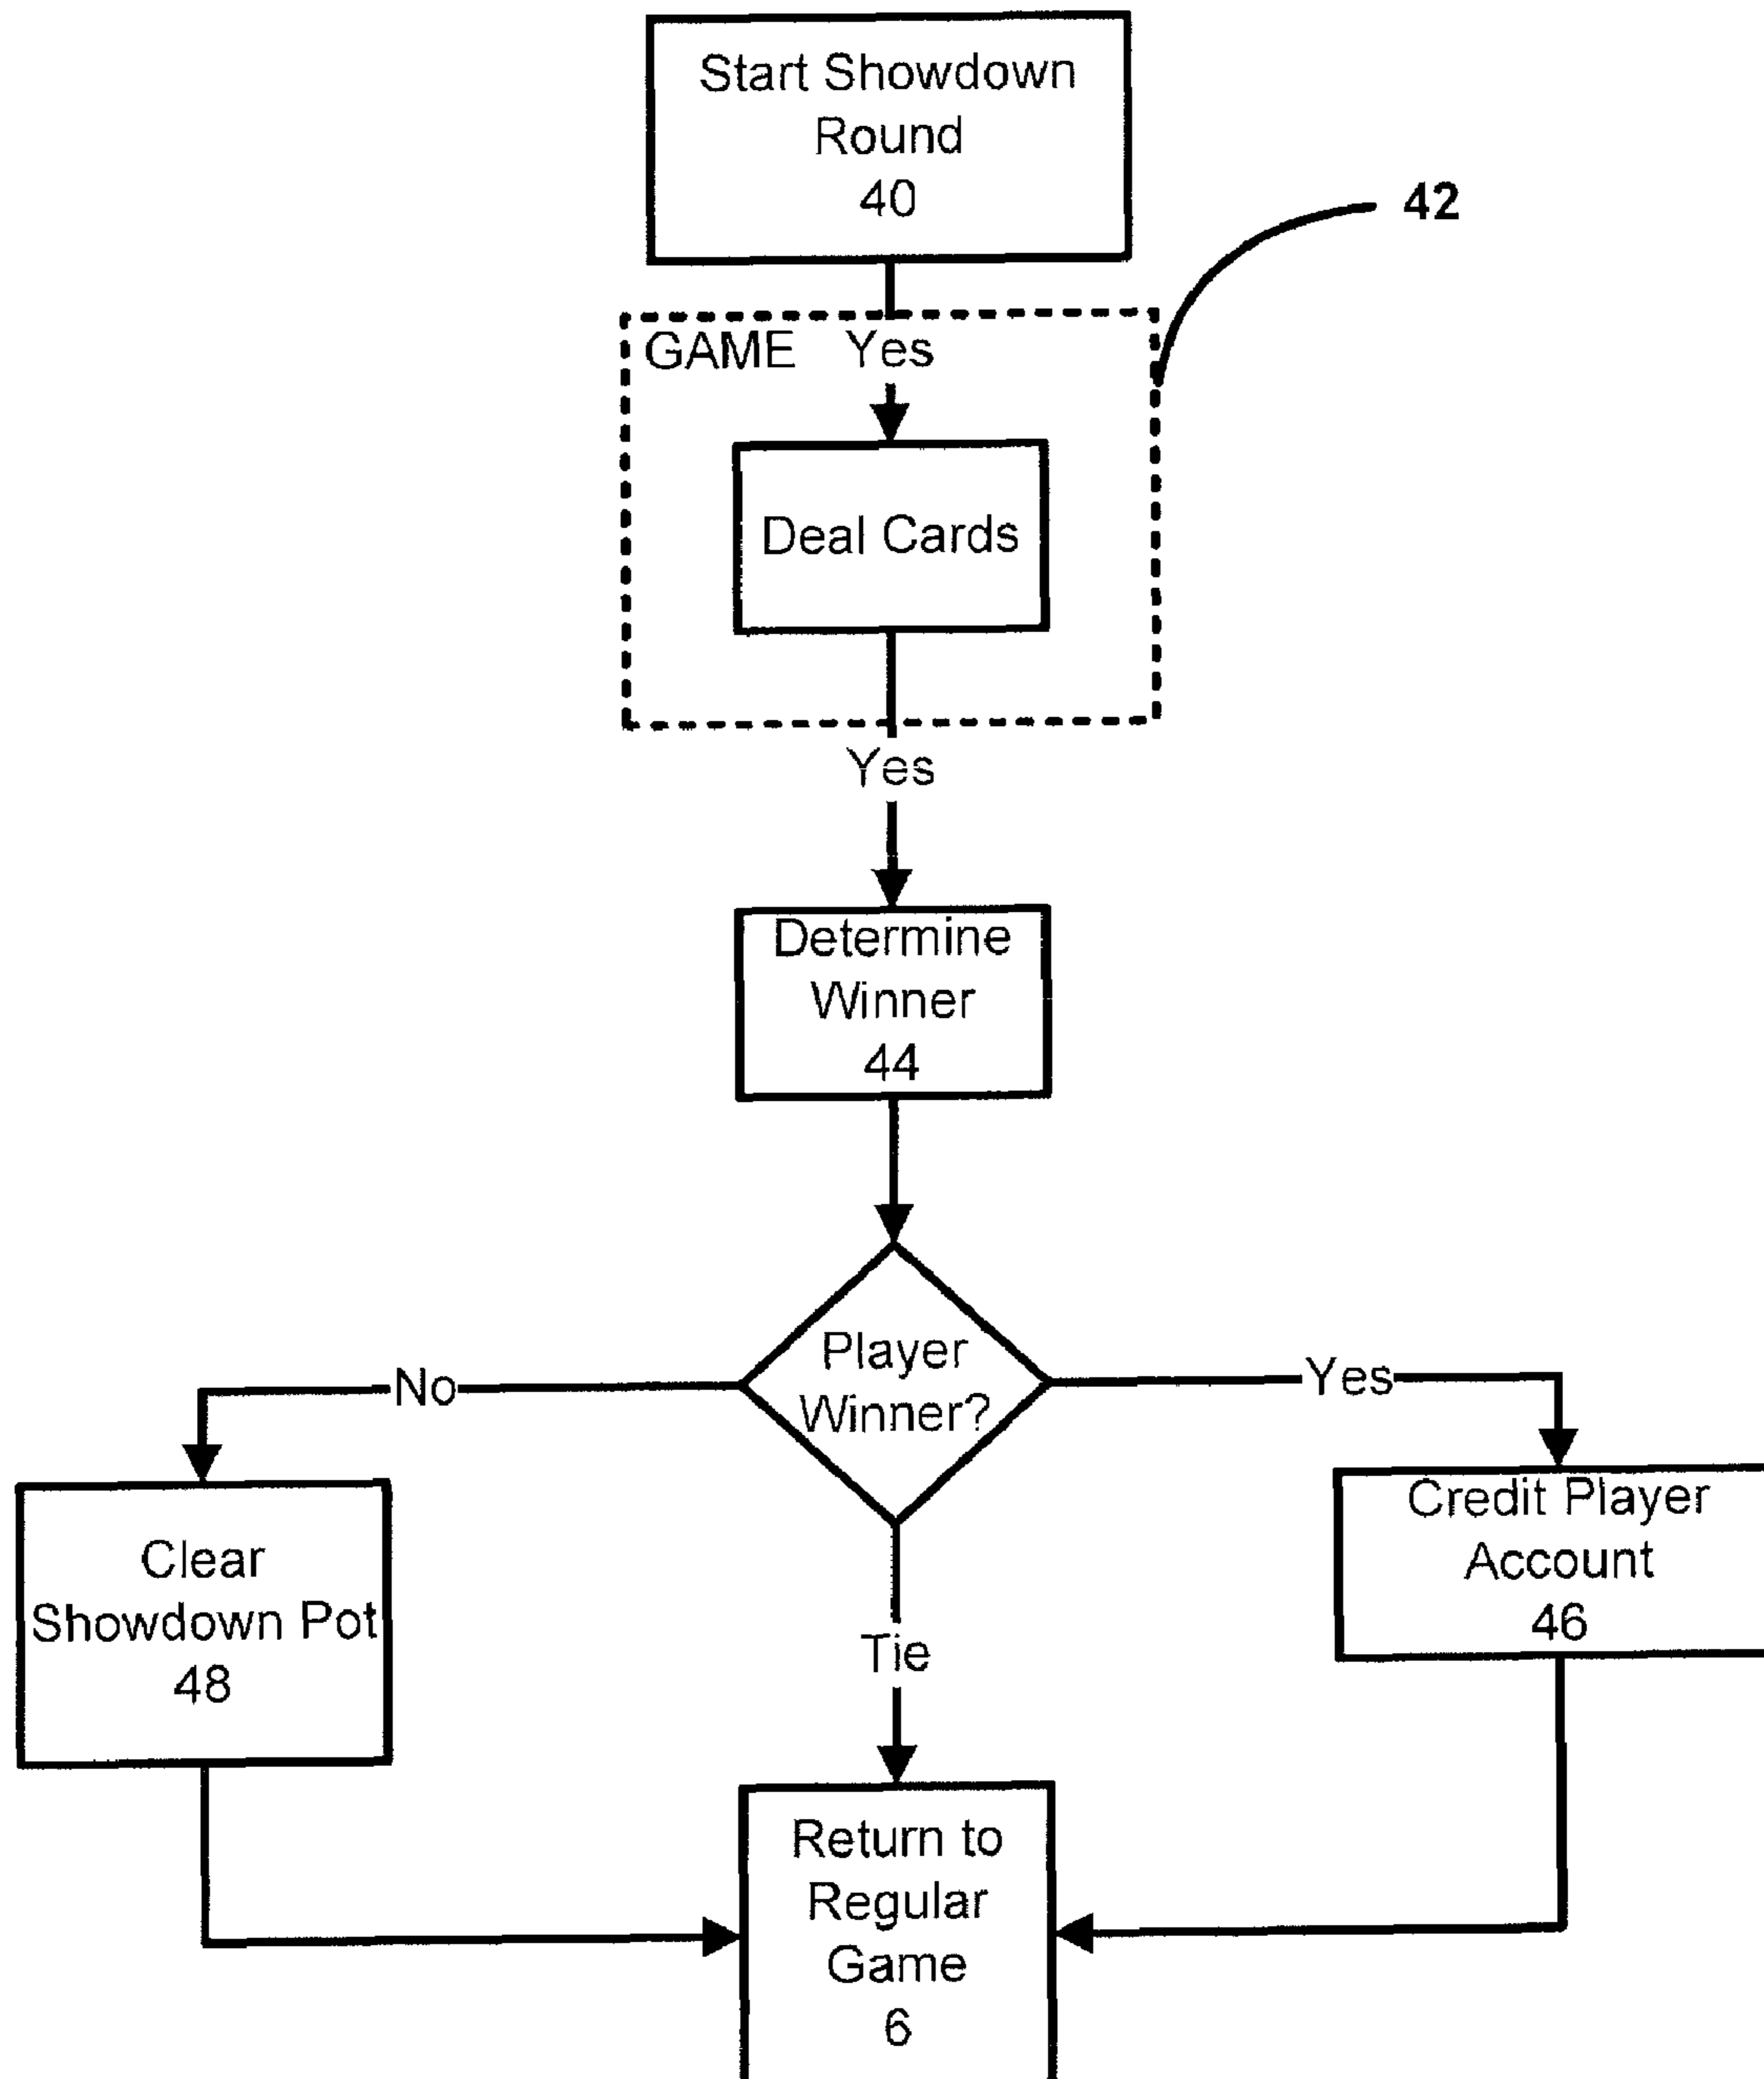 Start Showdown
Round
40
42
GAME Yes
Deal Cards
Yes
Determine
Winner
44
Player
Winner?
No
Yes
Clear
Showdown Pot
48
Tie
Credit Player
Account
46
Return to
Regular
Game
6